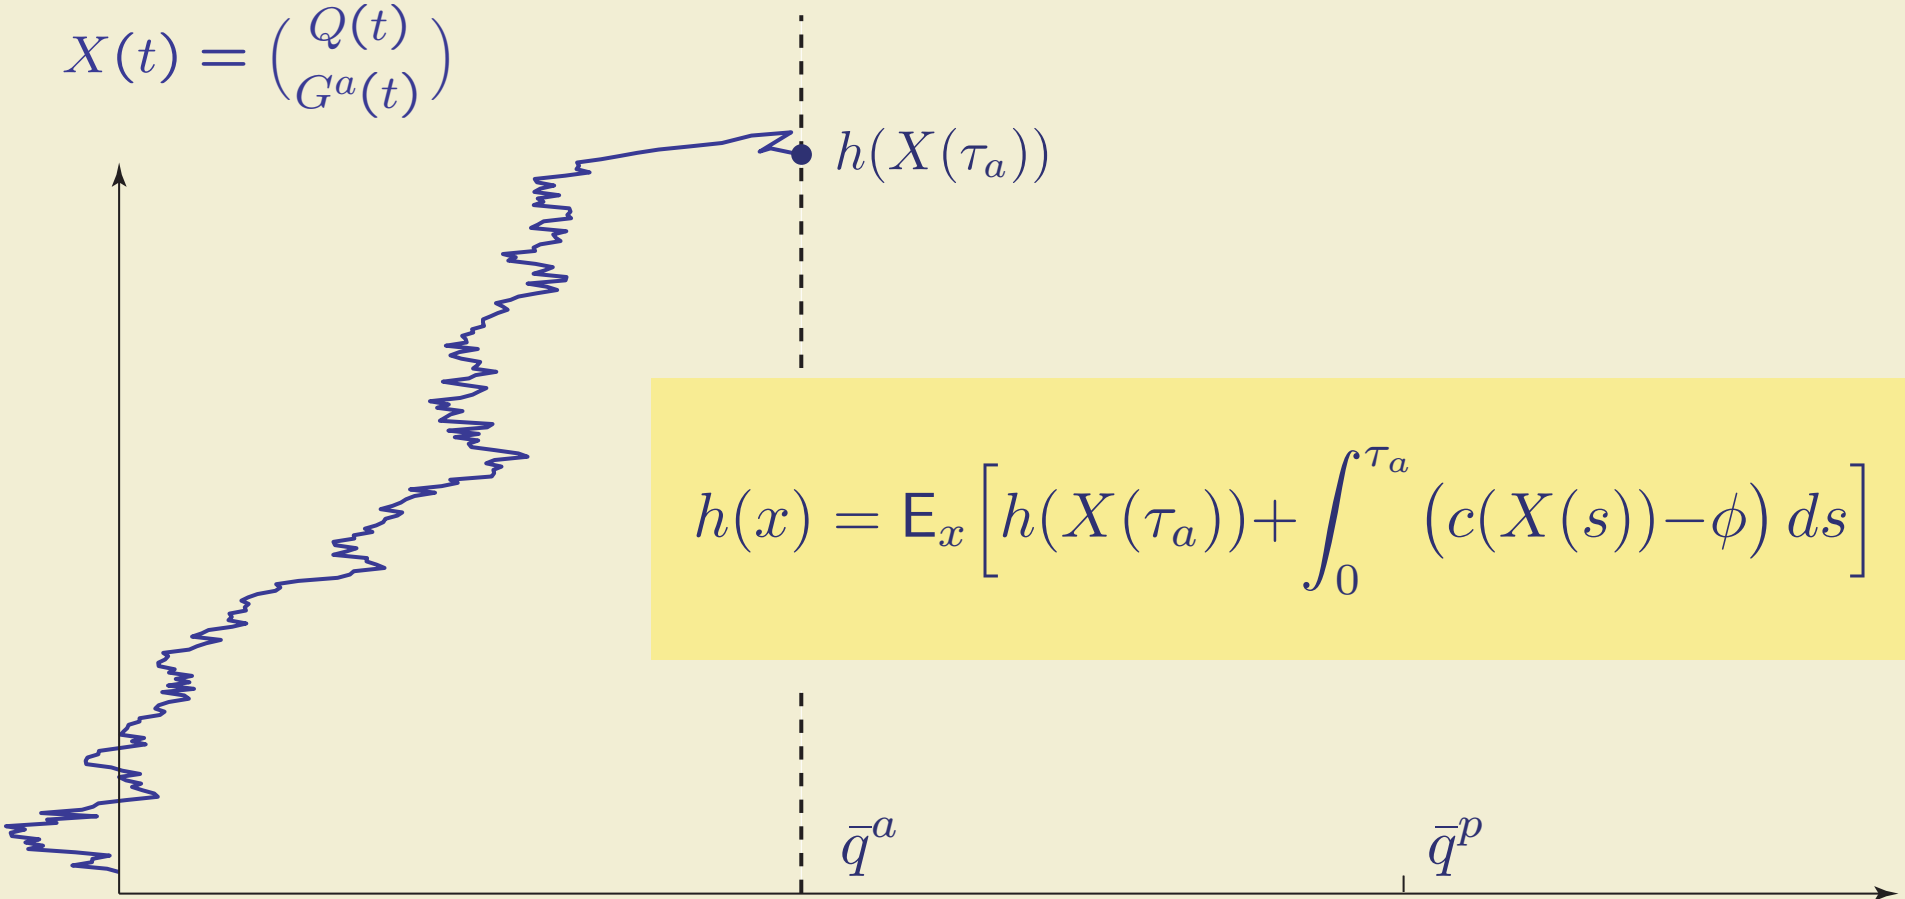 X(t) = (Q(t) G^a(t))
h(X(τ_a))
h(x) = E_x[h(X(τ_a))+∫_0^{τ_a} (c(X(s))−ϕ) ds]
q̅^a
q̅^p